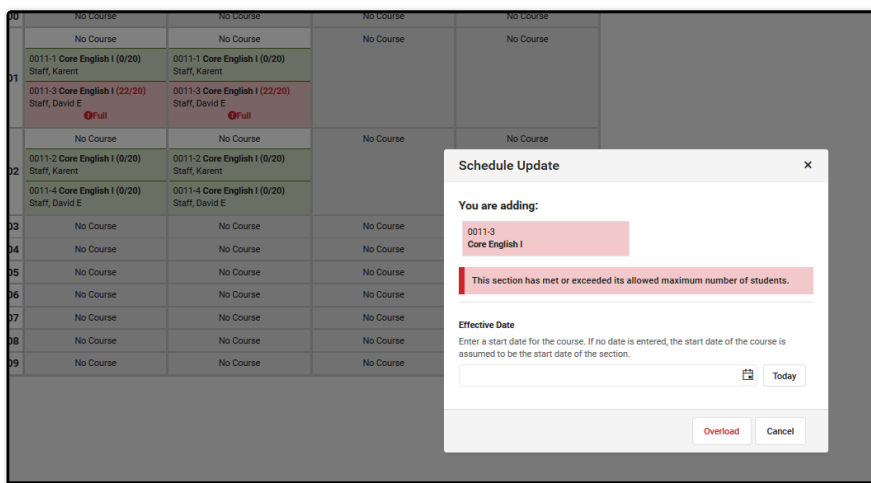 00 No Course No Course No Course No Course
No Course No Course No Course No Course
01
0011-1 Core English I (0/20) 0011-1 Core English I (0/20)
Staff, Karent Staff, Karent
0011-3 Core English I (22/20) 0011-3 Core English I (22/20)
Staff, David E Staff, David E
Full Full
No Course No Course No Course No Course
02
0011-2 Core English I (0/20) 0011-2 Core English I (0/20)
Staff, Karent Staff, Karent
0011-4 Core English I (0/20) 0011-4 Core English I (0/20)
Staff, David E Staff, David E
03 No Course No Course No Course
04 No Course No Course No Course
05 No Course No Course No Course
06 No Course No Course No Course
07 No Course No Course No Course
08 No Course No Course No Course
09 No Course No Course No Course
Schedule Update ×
You are adding:
0011-3
Core English I
This section has met or exceeded its allowed maximum number of students.
Effective Date
Enter a start date for the course. If no date is entered, the start date of the course is
assumed to be the start date of the section.
Today
Overload Cancel